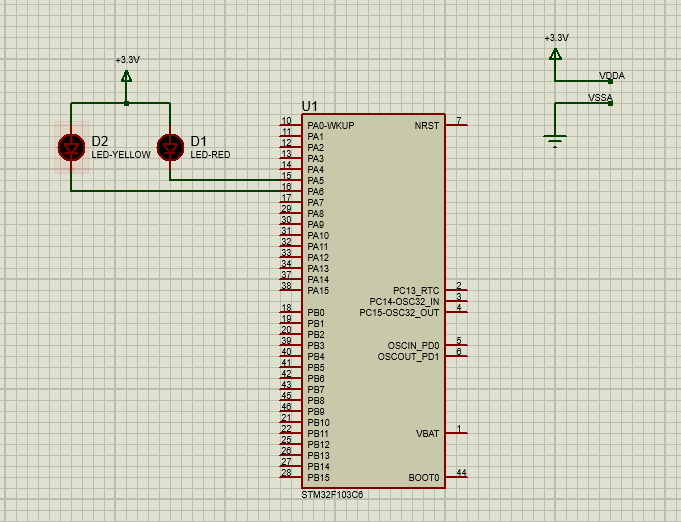 +3.3V
+3.3V
VDDA
VSSA
D2
LED-YELLOW
D1
LED-RED
U1
10 PA0-WKUP NRST 7
11 PA1
12 PA2
13 PA3
14 PA4
15 PA5
16 PA6
17 PA7
29 PA8
30 PA9
31 PA10
32 PA11
33 PA12
34 PA13
37 PA14
38 PA15
PC13_RTC 2
PC14-OSC32_IN 3
PC15-OSC32_OUT 4
18 PB0
19 PB1
20 PB2
39 PB3 OSCIN_PD0 5
40 PB4 OSCOUT_PD1 6
41 PB5
42 PB6
43 PB7
45 PB8
46 PB9
21 PB10
22 PB11 VBAT 1
25 PB12
26 PB13
27 PB14
28 PB15 BOOT0 44
STM32F103C6